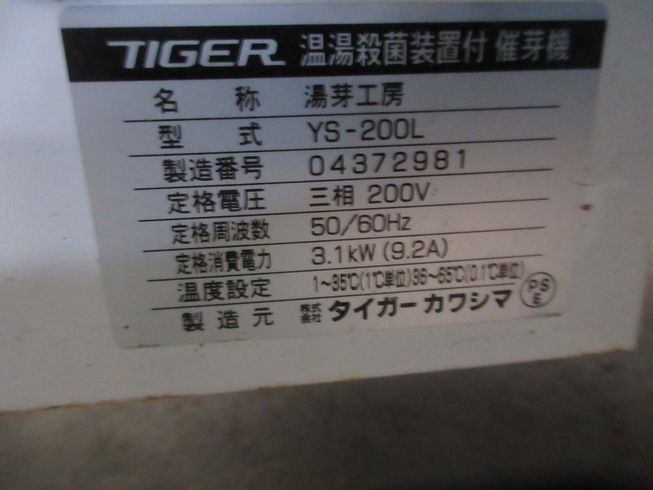 TIGER 温湯殺菌装置付 催芽機
名 称 湯芽工房
型 式 YS-200L
製造番号 04372981
定格電圧 三相 200V
定格周波数 50/60Hz
定格消費電力 3.1kW (9.2A)
温度設定 1~35℃(1℃単位)36~65℃(0.1℃単位)
製造元 株式会社 タイガーカワシマ PSE